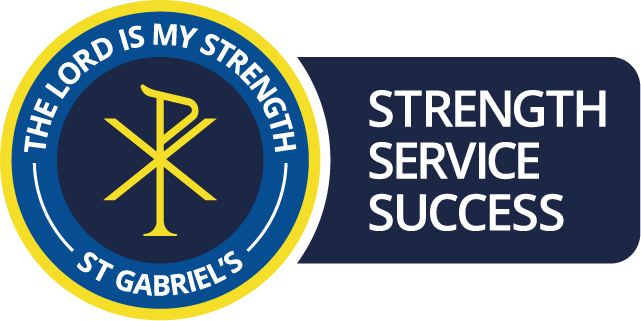 THE LORD IS MY STRENGTH
ST GABRIEL'S
STRENGTH
SERVICE
SUCCESS